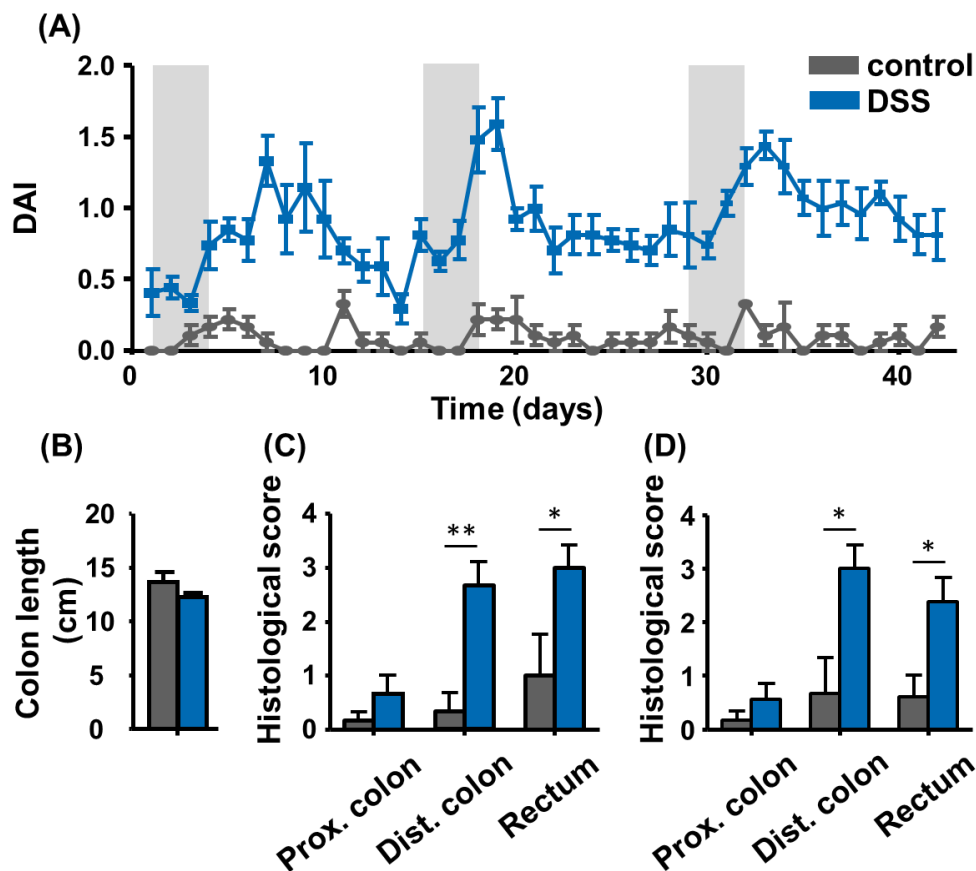 (A)
control
DSS
DAI
2.0
1.5
1.0
0.5
0.0
0
10
20
30
40
Time (days)
(B)
Colon length
(cm)
20
15
10
5
0
(C)
Histological score
4
3
2
1
0
**
*
Prox. colon
Dist. colon
Rectum
(D)
Histological score
4
3
2
1
0
*
*
Prox. colon
Dist. colon
Rectum